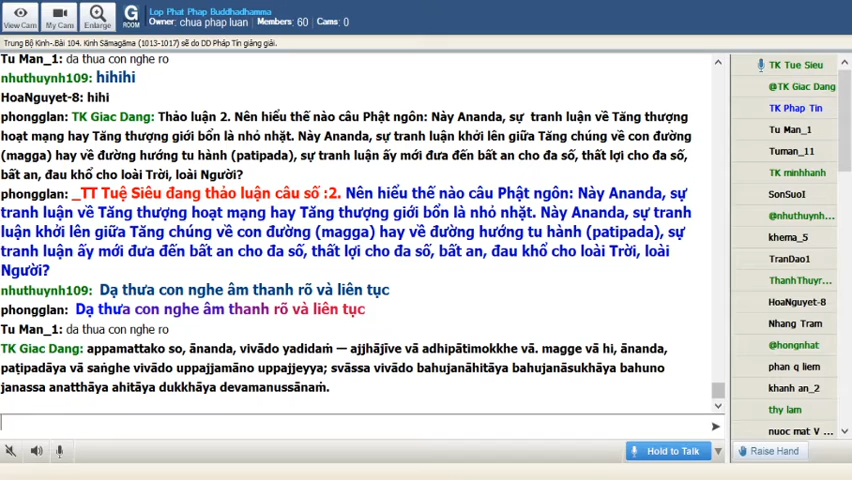 Lop Phat Phap Buddhadhamma
Owner: chua phap luan  Members: 60  Cams: 0
View Cam
My Cam
Enlarge
G
ROOM
Trung Bộ Kinh-.Bài 104. Kinh Sāmagāma (1013-1017) sẽ do DD Pháp Tín giảng giải.
Tu Man_1: da thua con nghe ro
nhuthuynh109: hihihi
HoaNguyet-8: hihi
phongglan: TK Giac Dang: Thảo luận 2. Nên hiểu thế nào câu Phật ngôn: Này Ananda, sự tranh luận về Tăng thượng
hoạt mạng hay Tăng thượng giới bổn là nhỏ nhặt. Này Ananda, sự tranh luận khởi lên giữa Tăng chúng về con đường
(magga) hay về đường hướng tu hành (patipada), sự tranh luận ấy mới đưa đến bất an cho đa số, thất lợi cho đa số,
bất an, đau khổ cho loài Trời, loài Người?
phongglan: _TT Tuệ Siêu đang thảo luận câu số :2. Nên hiểu thế nào câu Phật ngôn: Này Ananda, sự
tranh luận về Tăng thượng hoạt mạng hay Tăng thượng giới bổn là nhỏ nhặt. Này Ananda, sự tranh
luận khởi lên giữa Tăng chúng về con đường (magga) hay về đường hướng tu hành (patipada), sự
tranh luận ấy mới đưa đến bất an cho đa số, thất lợi cho đa số, bất an, đau khổ cho loài Trời, loài
Người?
nhuthuynh109: Dạ thưa con nghe âm thanh rõ và liên tục
phongglan: Dạ thưa con nghe âm thanh rõ và liên tục
Tu Man_1: da thua con nghe ro
TK Giac Dang: appamattako so, ānanda, vivādo yadidaṁ — ajjhājīve vā adhipātimokkhe vā. magge vā hi, ānanda,
paṭipadāya vā saṅghe vivādo uppajjamāno uppajjeyya; svāssa vivādo bahujanāhitāya bahujanāsukhāya bahuno
janassa anatthāya ahitāya dukkhāya devamanussānaṁ.
Hold to Talk
Raise Hand
TK Tue Sieu
@TK Giac Dang
TK Phap Tin
Tu Man_1
Tuman_11
TK minhhanh
SonSuoI
@nhuthuynh...
khema_5
TranDao1
ThanhThuyr...
HoaNguyet-8
Nhang Tram
@hongnhat
phan q liem
khanh an_2
thy lam
nuoc mat V ...